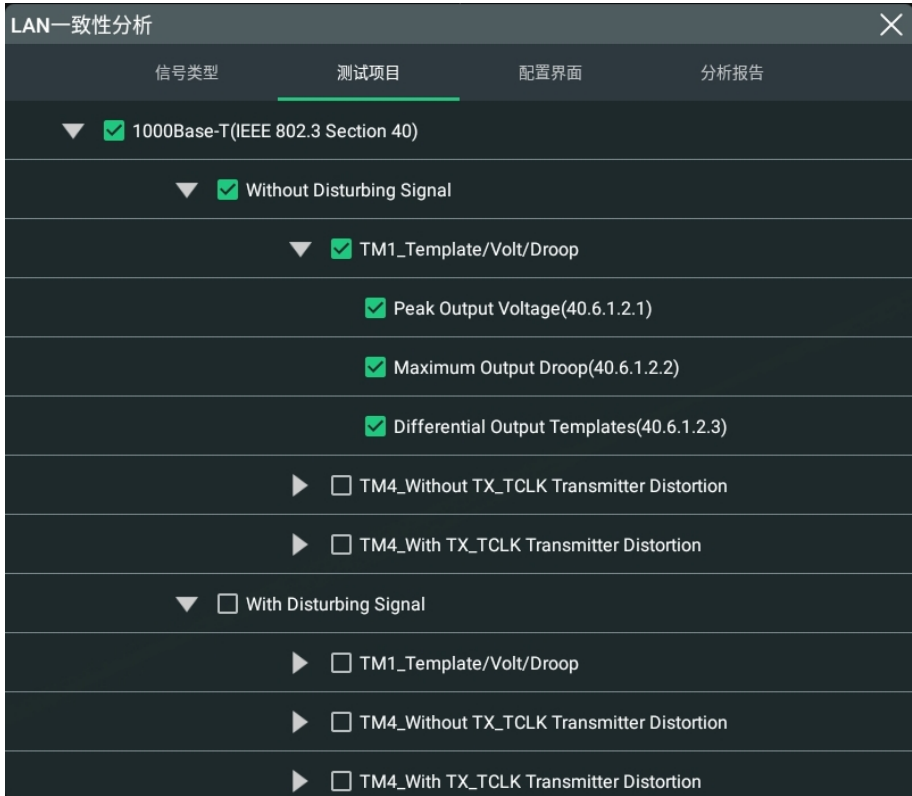 LAN一致性分析
信号类型 测试项目 配置界面 分析报告
1000Base-T(IEEE 802.3 Section 40)
Without Disturbing Signal
TM1_Template/Volt/Droop
Peak Output Voltage(40.6.1.2.1)
Maximum Output Droop(40.6.1.2.2)
Differential Output Templates(40.6.1.2.3)
TM4_Without TX_TCLK Transmitter Distortion
TM4_With TX_TCLK Transmitter Distortion
With Disturbing Signal
TM1_Template/Volt/Droop
TM4_Without TX_TCLK Transmitter Distortion
TM4_With TX_TCLK Transmitter Distortion